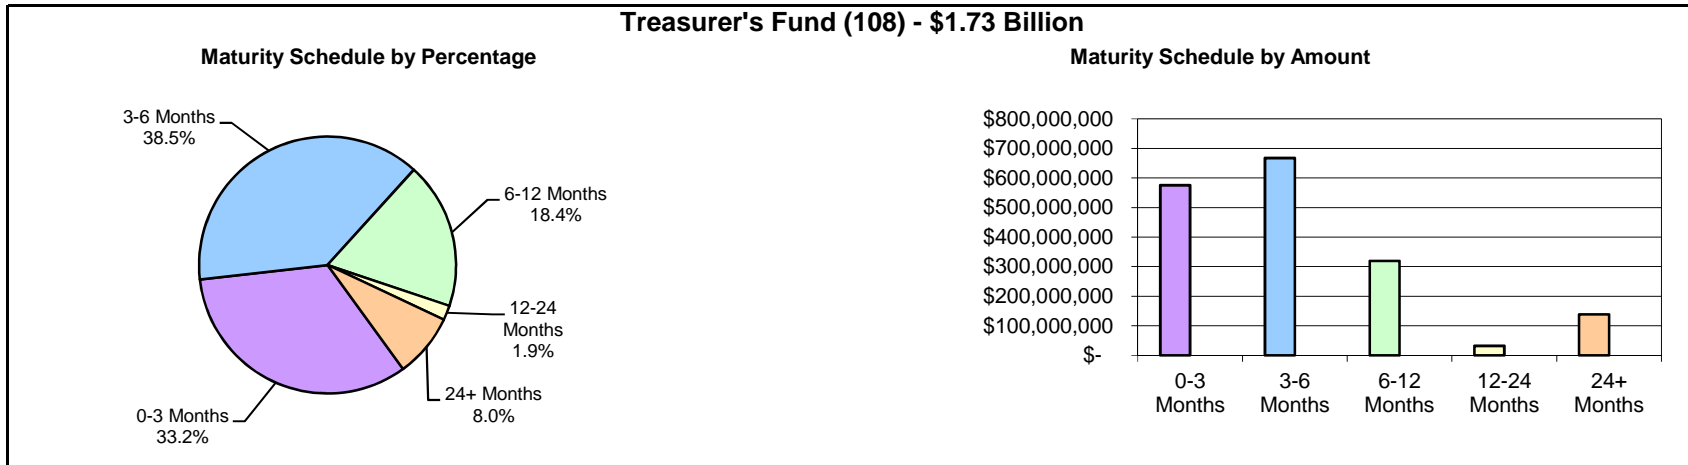 Treasurer's Fund (108) - $1.73 Billion
Maturity Schedule by Percentage
3-6 Months
38.5%
6-12 Months
18.4%
12-24
Months
1.9%
24+ Months
8.0%
0-3 Months
33.2%
Maturity Schedule by Amount
$800,000,000
$700,000,000
$600,000,000
$500,000,000
$400,000,000
$300,000,000
$200,000,000
$100,000,000
$-
0-3 3-6 6-12 12-24 24+
Months Months Months Months Months